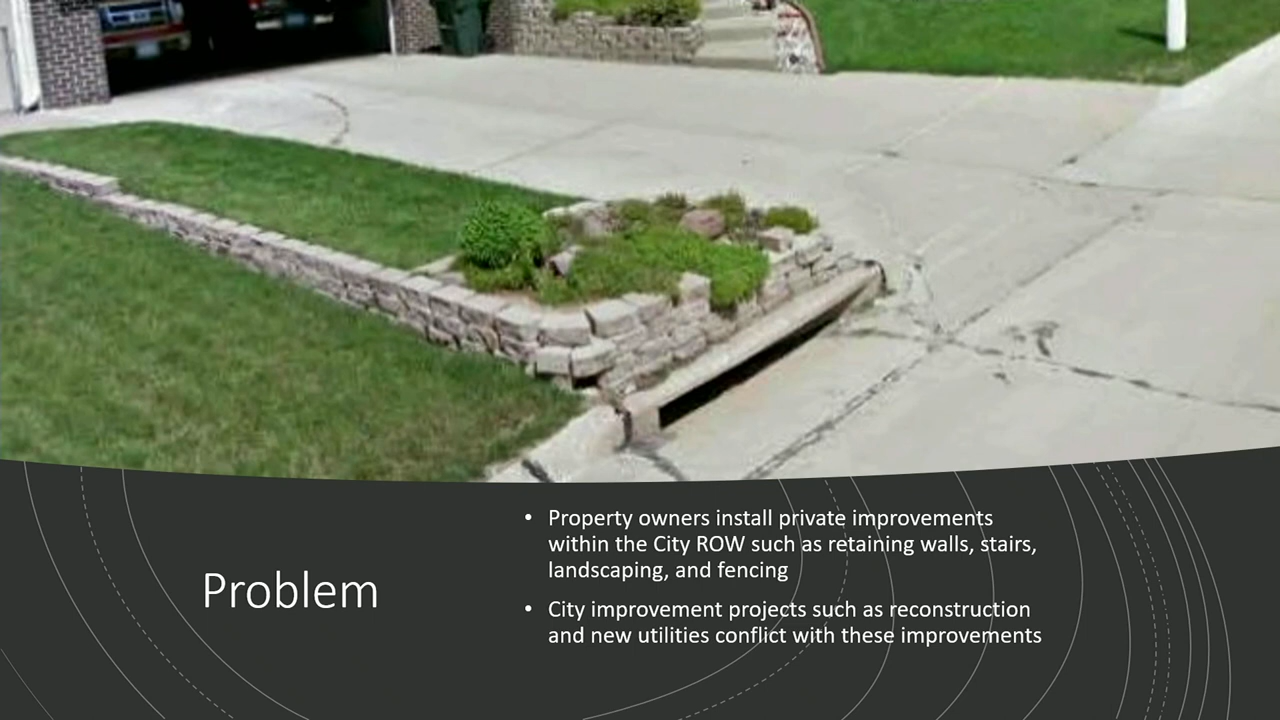 Problem
• Property owners install private improvements
within the City ROW such as retaining walls, stairs,
landscaping, and fencing
• City improvement projects such as reconstruction
and new utilities conflict with these improvements